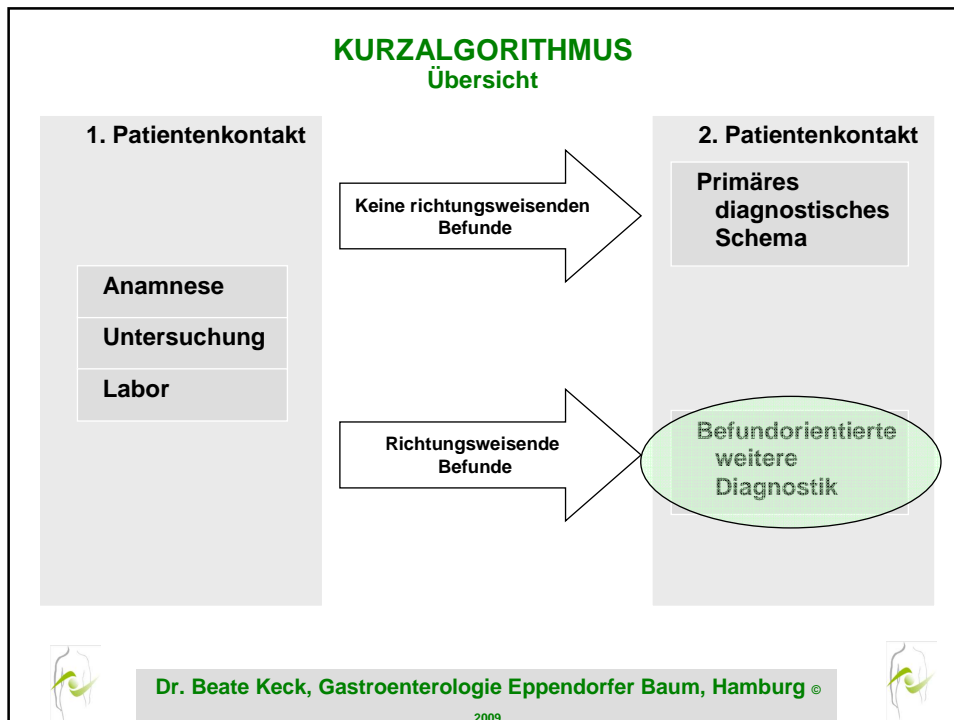 KURZALGORITHMUS
Übersicht
1. Patientenkontakt
Anamnese
Untersuchung
Labor
Keine richtungsweisenden
Befunde
Richtungsweisende
Befunde
2. Patientenkontakt
Primäres
diagnostisches
Schema
Befundorientierte
weitere
Diagnostik
Dr. Beate Keck, Gastroenterologie Eppendorfer Baum, Hamburg ©
2009